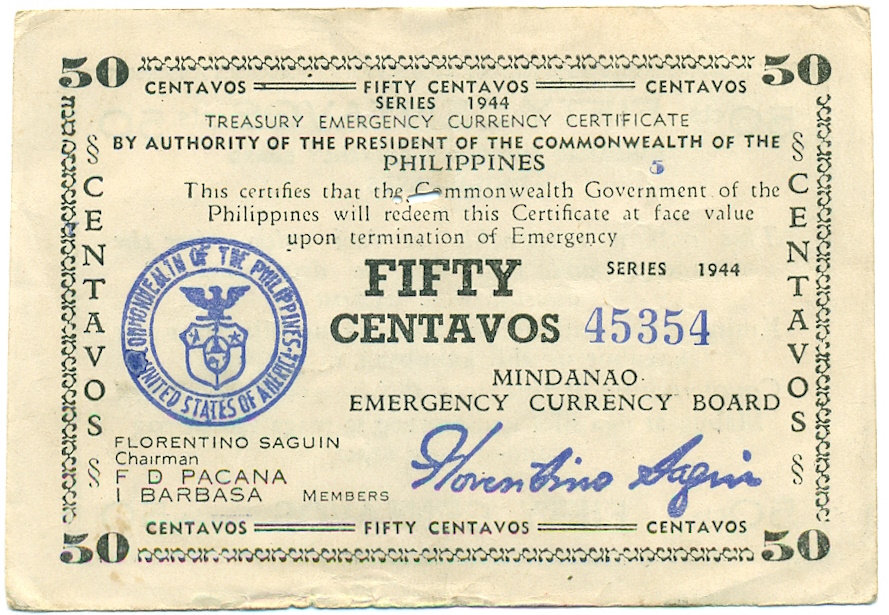 50 50
CENTAVOS FIFTY CENTAVOS CENTAVOS
SERIES 1944
TREASURY EMERGENCY CURRENCY CERTIFICATE
BY AUTHORITY OF THE PRESIDENT OF THE COMMONWEALTH OF THE
PHILIPPINES
5
This certifies that the Commonwealth Government of the
Philippines will redeem this Certificate at face value
upon termination of Emergency
§ CENTAVOS §
§ CENTAVOS §
FIFTY
SERIES 1944
CENTAVOS 45354
COMMONWEALTH OF THE PHILIPPINES
UNITED STATES OF AMERICA
MINDANAO
EMERGENCY CURRENCY BOARD
FLORENTINO SAGUIN
Chairman
F D PACANA
I BARBASA MEMBERS
Florentino Saguin
CENTAVOS FIFTY CENTAVOS CENTAVOS
50 50